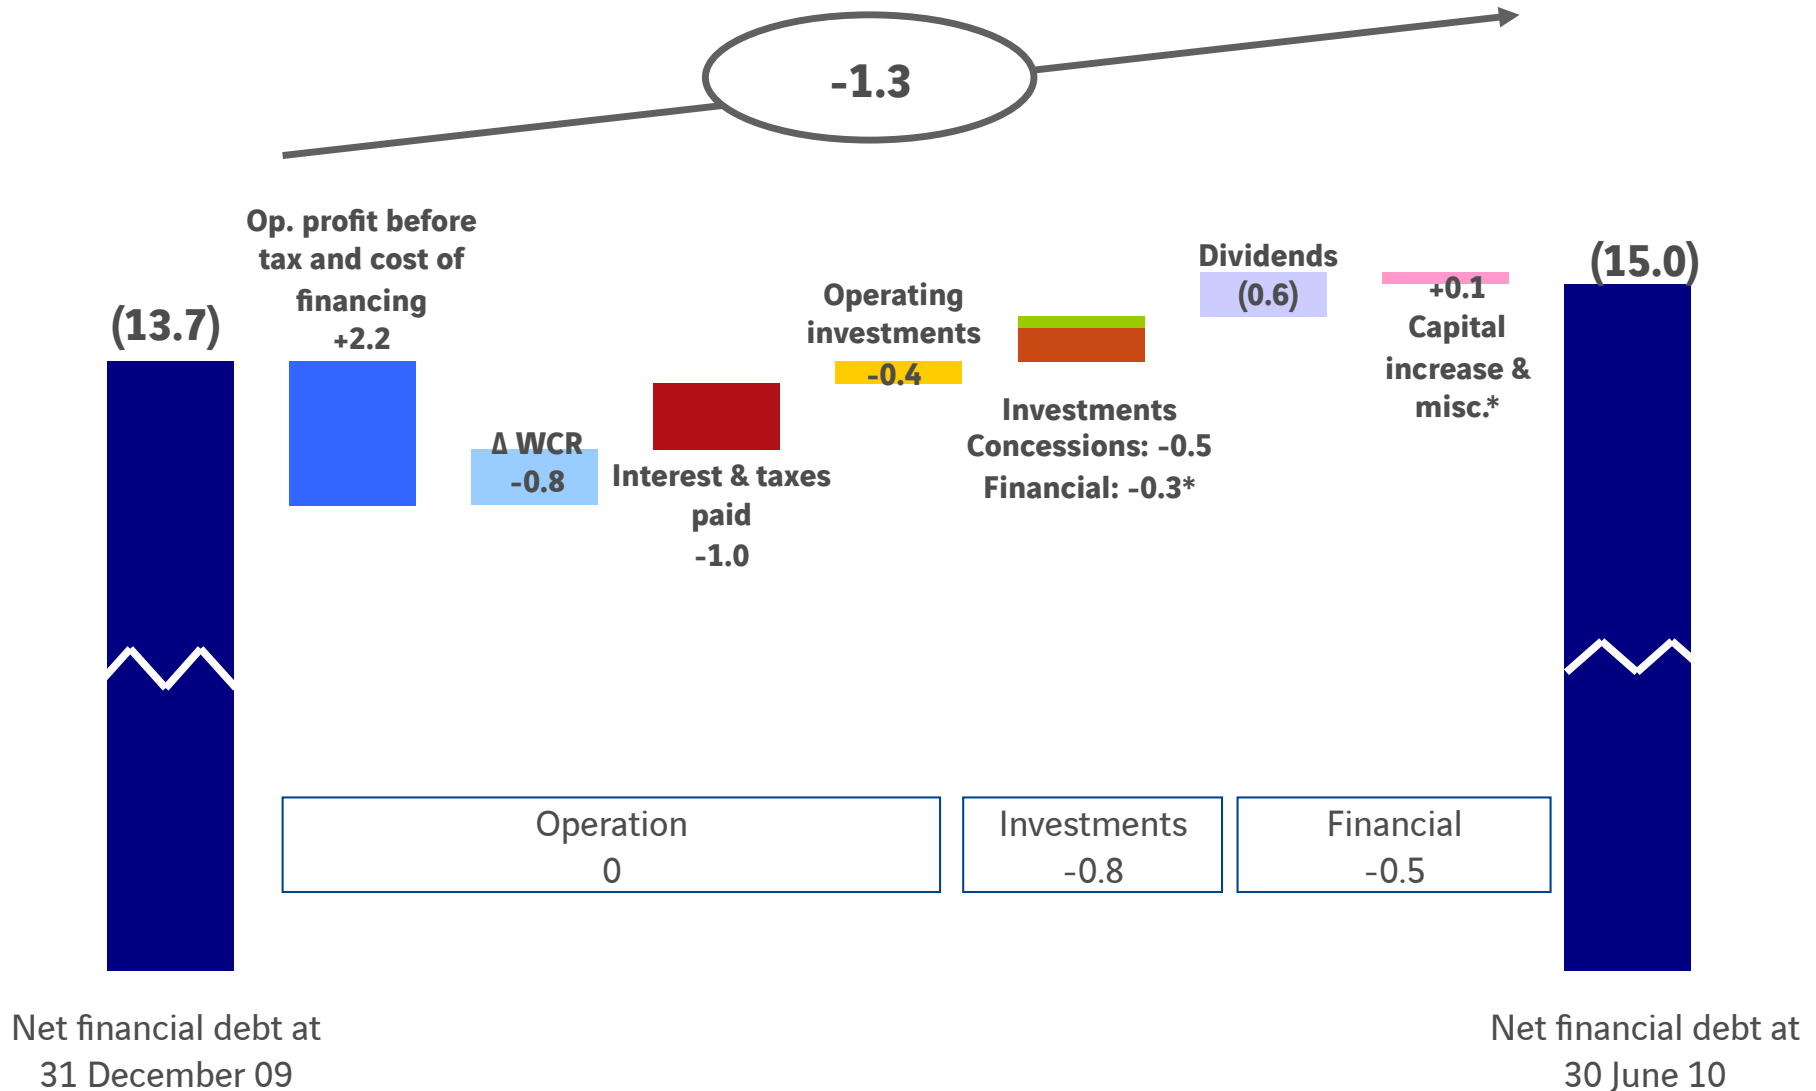 -1.3
Op. profit before
tax and cost of
financing
+2.2
(13.7)
Δ WCR
-0.8
Interest & taxes
paid
-1.0
Operating
investments
-0.4
Investments
Concessions: -0.5
Financial: -0.3*
Dividends
(0.6)
+0.1
Capital
increase &
misc.*
(15.0)
Operation
0
Investments
-0.8
Financial
-0.5
Net financial debt at
31 December 09
Net financial debt at
30 June 10